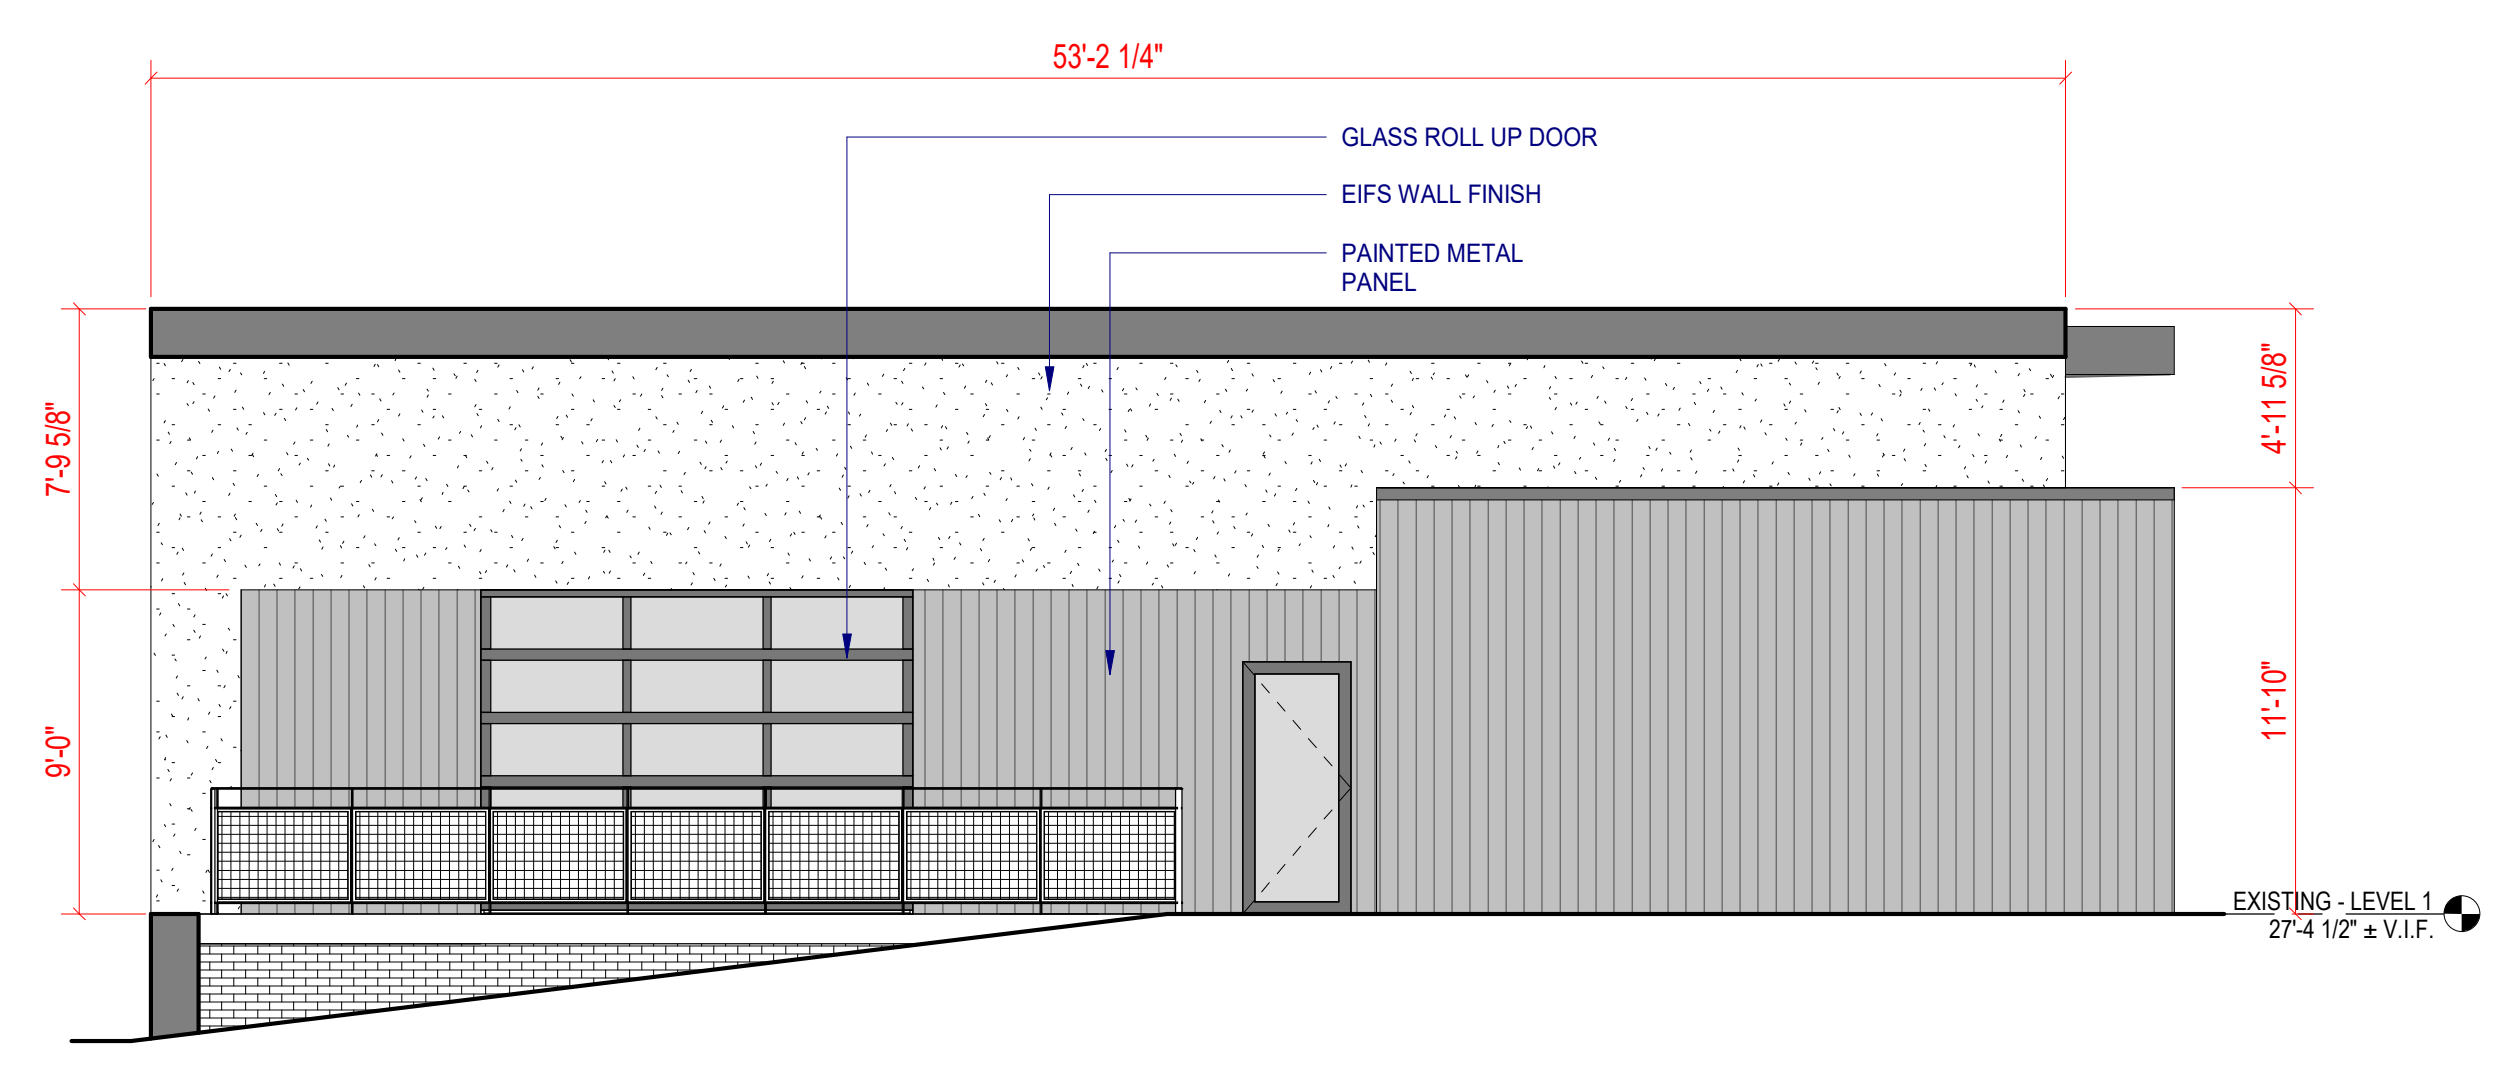 53'-2 1/4"
GLASS ROLL UP DOOR
EIFS WALL FINISH
PAINTED METAL
PANEL
7'-9 5/8"
4'-11 5/8"
9'-0"
11'-10"
EXISTING - LEVEL 1
27'-4 1/2" ± V.I.F.